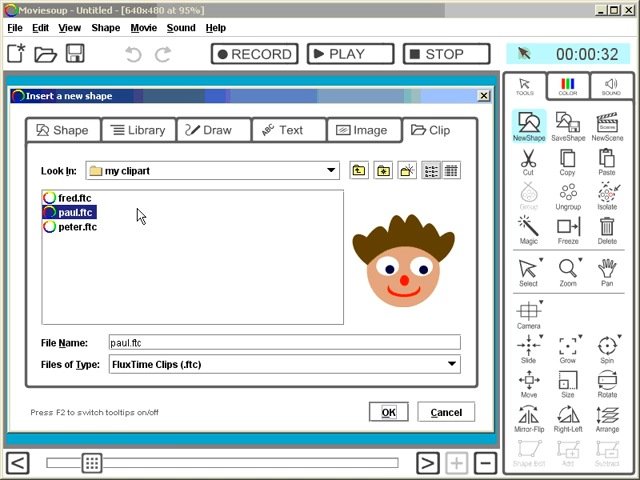 Moviesoup - Untitled - [640x480 at 95%]
File Edit View Shape Movie Sound Help
RECORD PLAY STOP 00:00:32
TOOLS COLOR SOUND
Insert a new shape
Shape Library Draw Text Image Clip
Abc
Look In: my clipart
fred.ftc
paul.ftc
peter.ftc
File Name: paul.ftc
Files of Type: FluxTime Clips (.ftc)
Press F2 to switch tooltips on/off
OK Cancel
NewShape SaveShape NewScene
Cut Copy Paste
Group Ungroup Isolate
Magic Freeze Delete
Select Zoom Pan
Camera
Slide Grow Spin
Move Size Rotate
Mirror-Flip Right-Left Arrange
Shape Edit Add Subtract